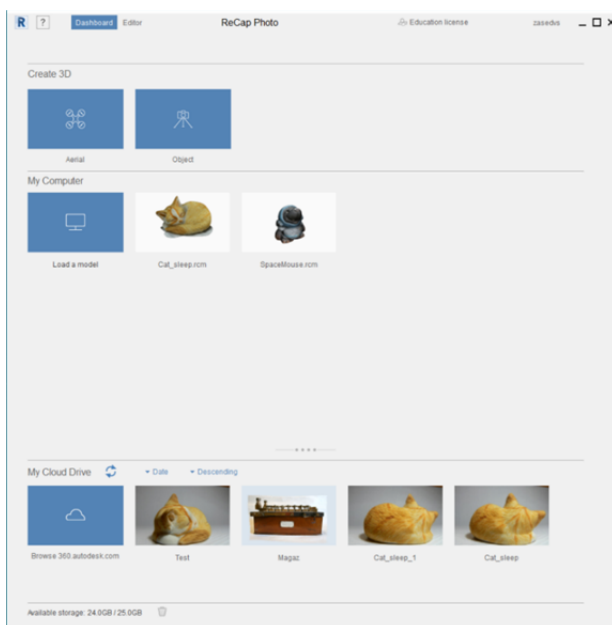 R ? Dashboard Editor ReCap Photo Education license zasedvs
Create 3D
Aerial Object
My Computer
Load a model Cat_sleep.rcm SpaceMouse.rcm
My Cloud Drive Date Descending
Browse 360.autodesk.com Test Magaz Cat_sleep_1 Cat_sleep
Available storage: 24.0GB / 25.0GB